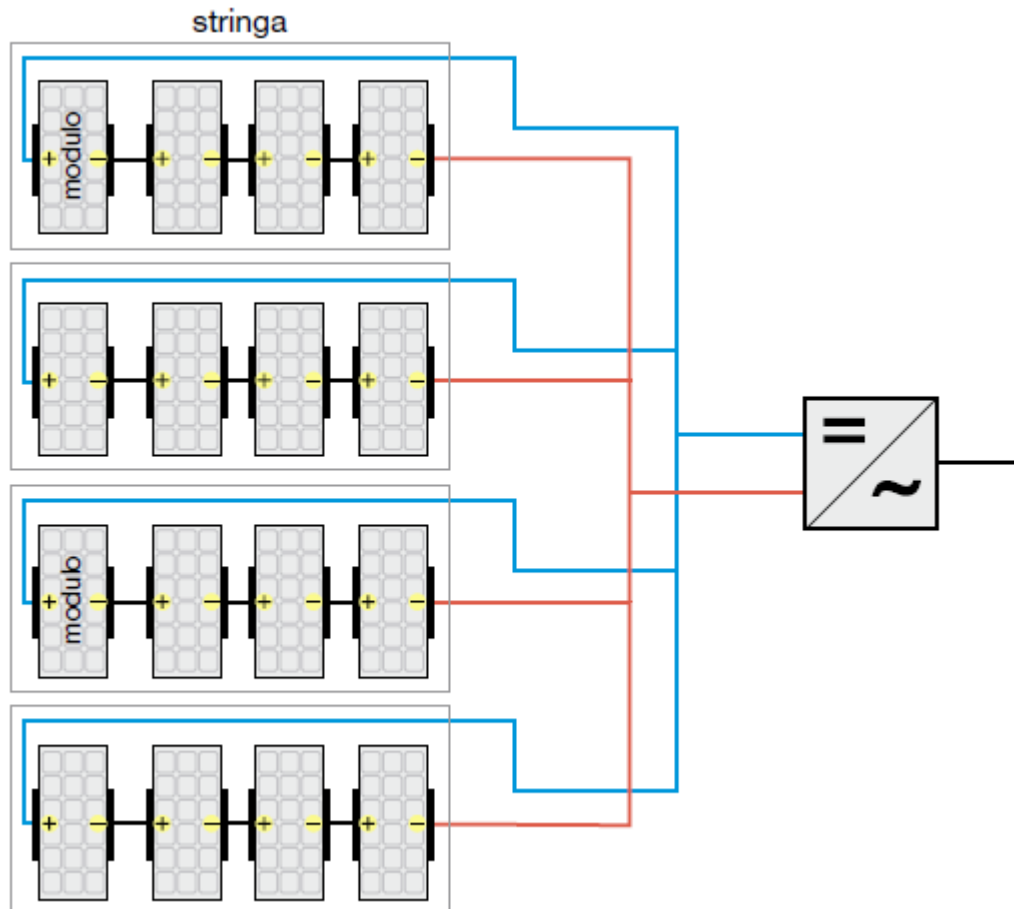 stringa
modulo
+ − + − + − + −
+ − + − + − + −
= ~
modulo
+ − + − + − + −
+ − + − + − + −